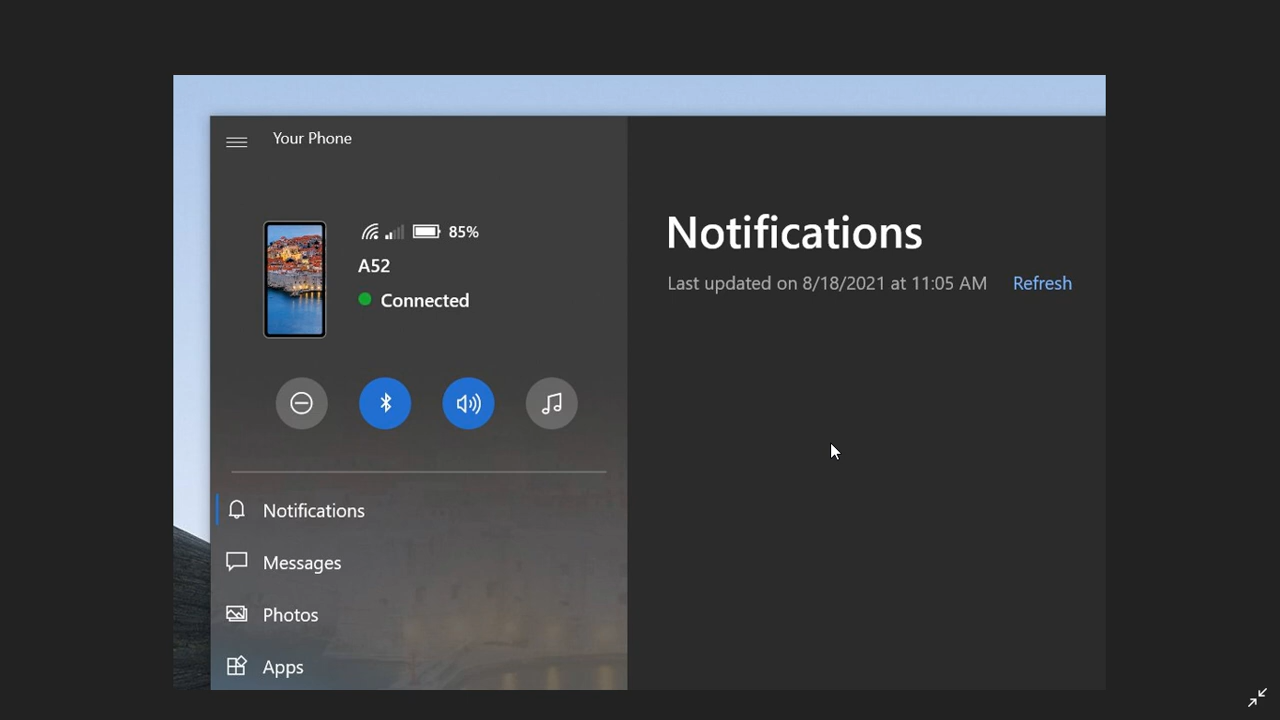 Your Phone
85%
A52
Connected
Notifications
Messages
Photos
Apps
Notifications
Last updated on 8/18/2021 at 11:05 AM Refresh